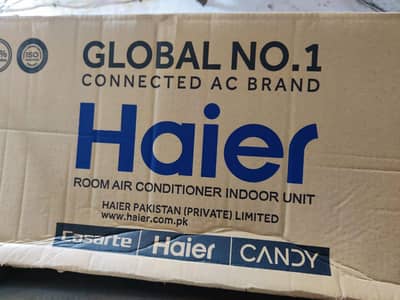 GLOBAL NO.1
% ISO
CONNECTED AC BRAND
Haier
ROOM AIR CONDITIONER INDOOR UNIT
HAIER PAKISTAN (PRIVATE) LIMITED
www.haier.com.pk
Casarte Haier CANDY